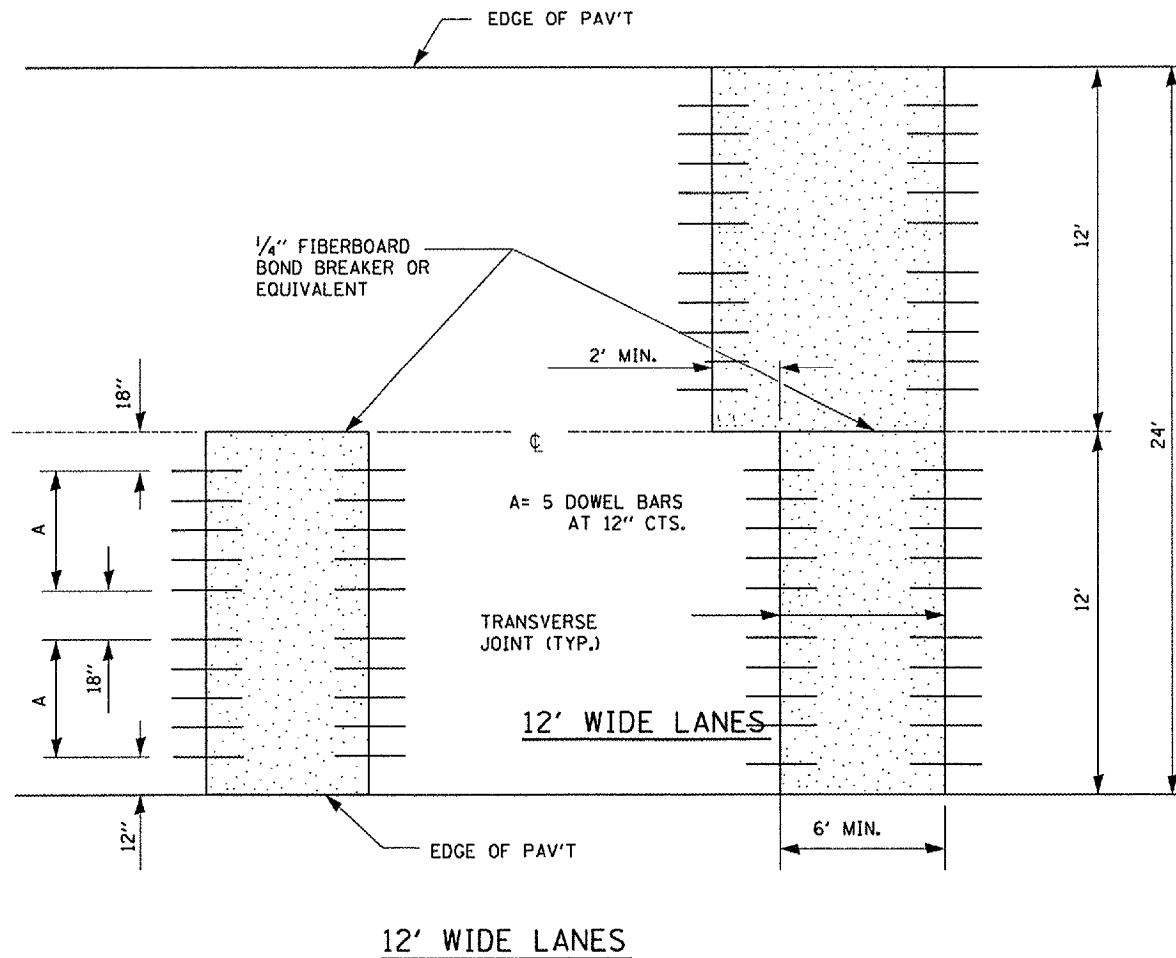 EDGE OF PAV'T
1/4" FIBERBOARD
BOND BREAKER OR
EQUIVALENT
12'
2' MIN.
18"
℄
24'
A= 5 DOWEL BARS
AT 12" CTS.
A
TRANSVERSE
JOINT (TYP.)
12'
A
18"
12' WIDE LANES
12"
6' MIN.
EDGE OF PAV'T
12' WIDE LANES